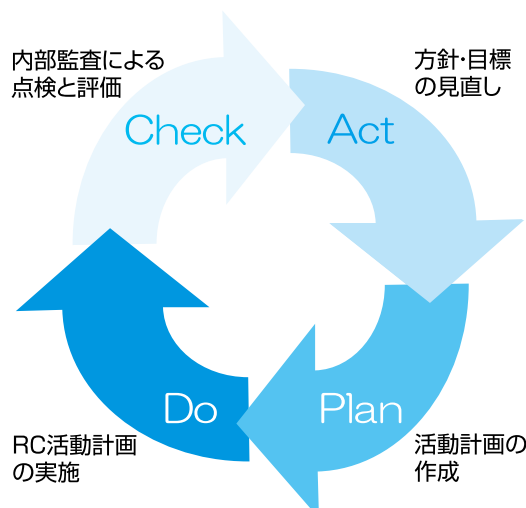 内部監査による
点検と評価
方針・目標
の見直し
Check
Act
Do
Plan
RC活動計画
の実施
活動計画の
作成